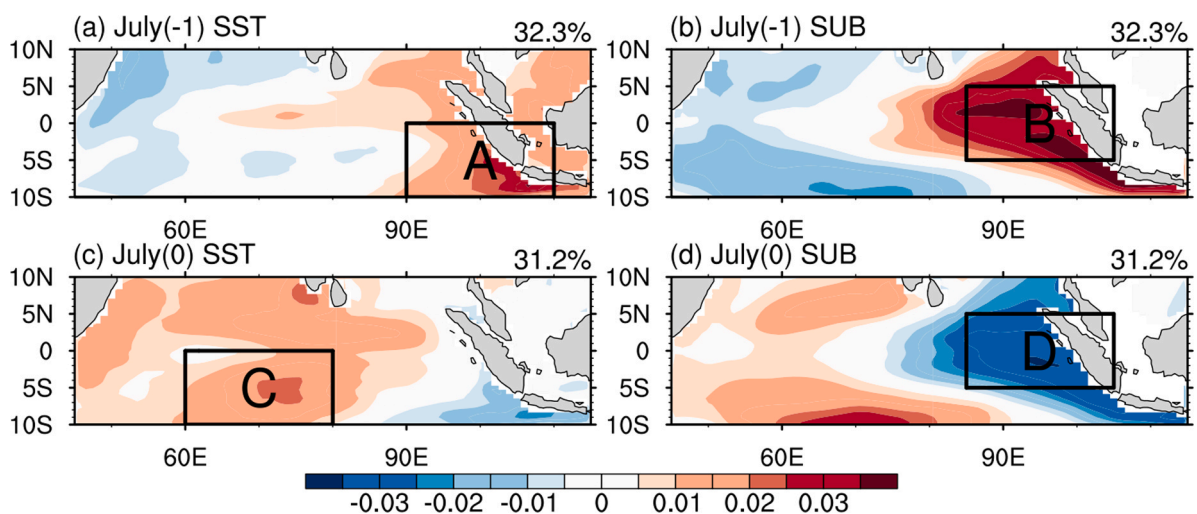 (a) July(-1) SST 32.3%
(b) July(-1) SUB 32.3%
10N
5N
0
5S
10S
A
60E 90E
10N
5N
0
5S
10S
B
60E 90E
(c) July(0) SST 31.2%
(d) July(0) SUB 31.2%
10N
5N
0
5S
10S
C
60E 90E
10N
5N
0
5S
10S
D
60E 90E
-0.03 -0.02 -0.01 0 0.01 0.02 0.03